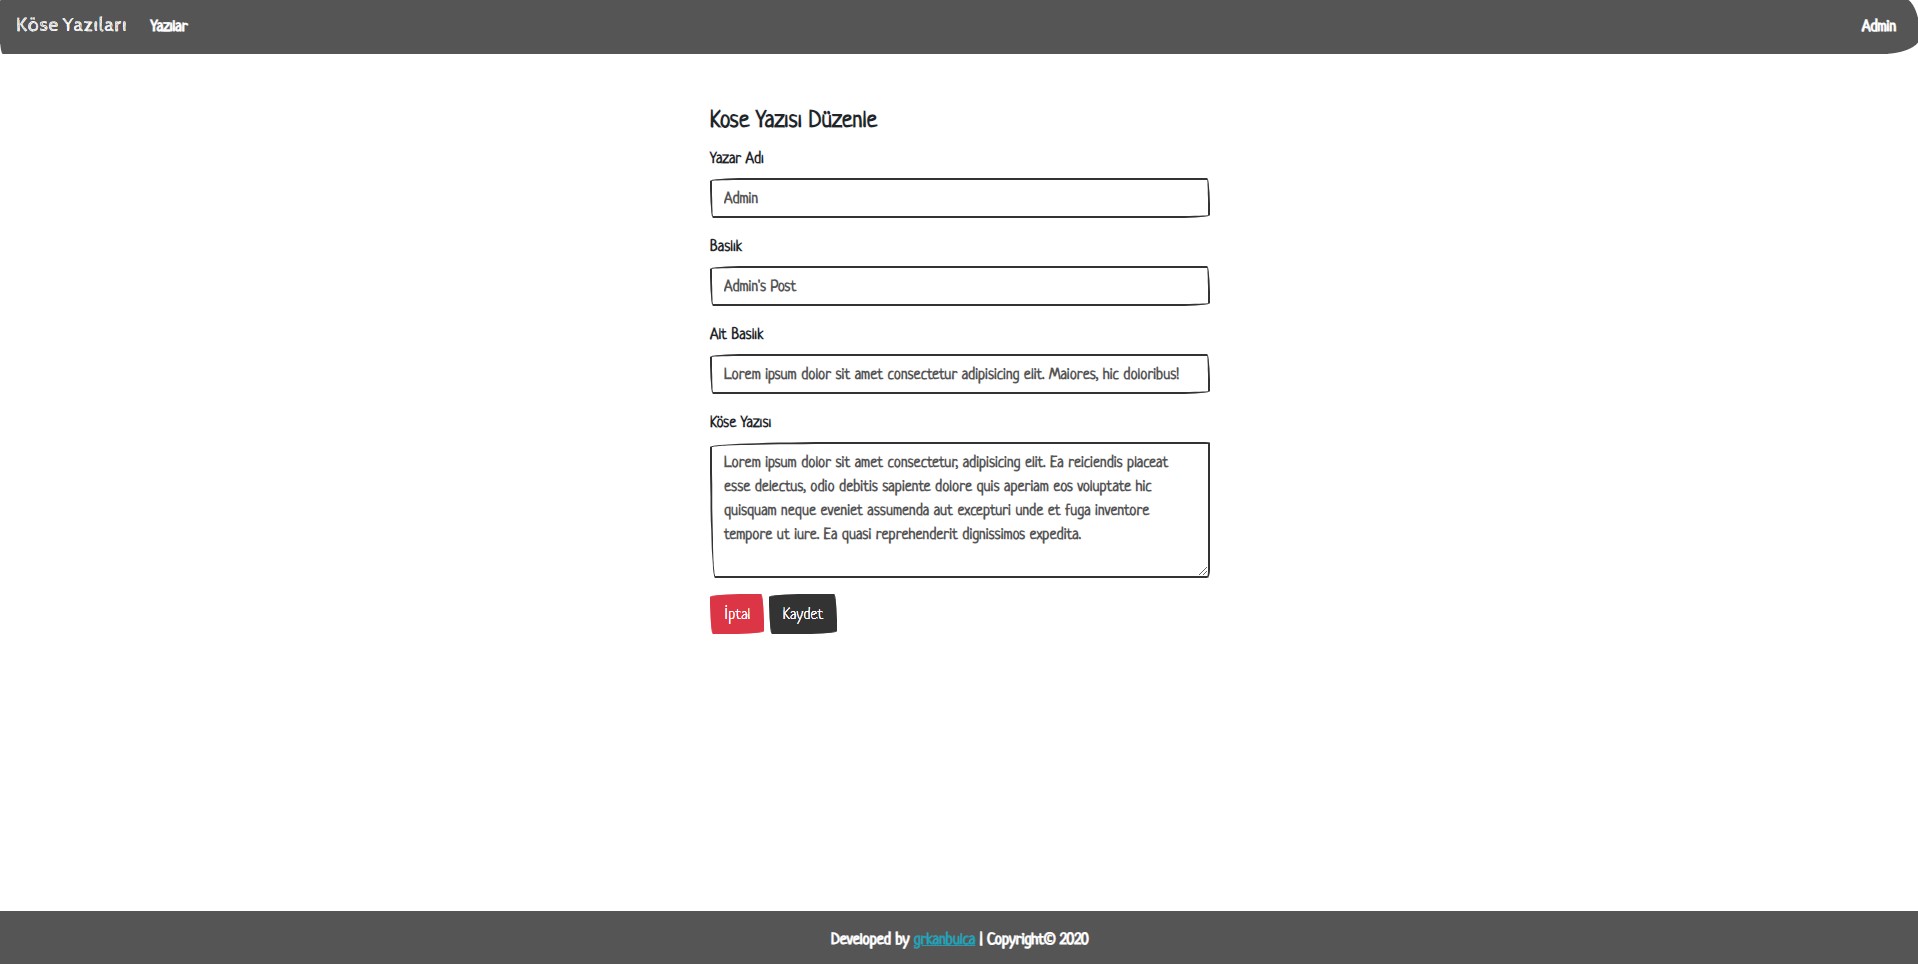 Köse Yazıları Yazılar Admin
Kose Yazısı Düzenle
Yazar Adı
Admin
Baslık
Admin's Post
Alt Baslık
Lorem ipsum dolor sit amet consectetur adipisicing elit. Maiores, hic doloribus!
Köse Yazısı
Lorem ipsum dolor sit amet consectetur, adipisicing elit. Ea reiciendis placeat
esse delectus, odio debitis sapiente dolore quis aperiam eos voluptate hic
quisquam neque eveniet assumenda aut excepturi unde et fuga inventore
tempore ut iure. Ea quasi reprehenderit dignissimos expedita.
İptal Kaydet
Developed by grkanbulca | Copyright© 2020